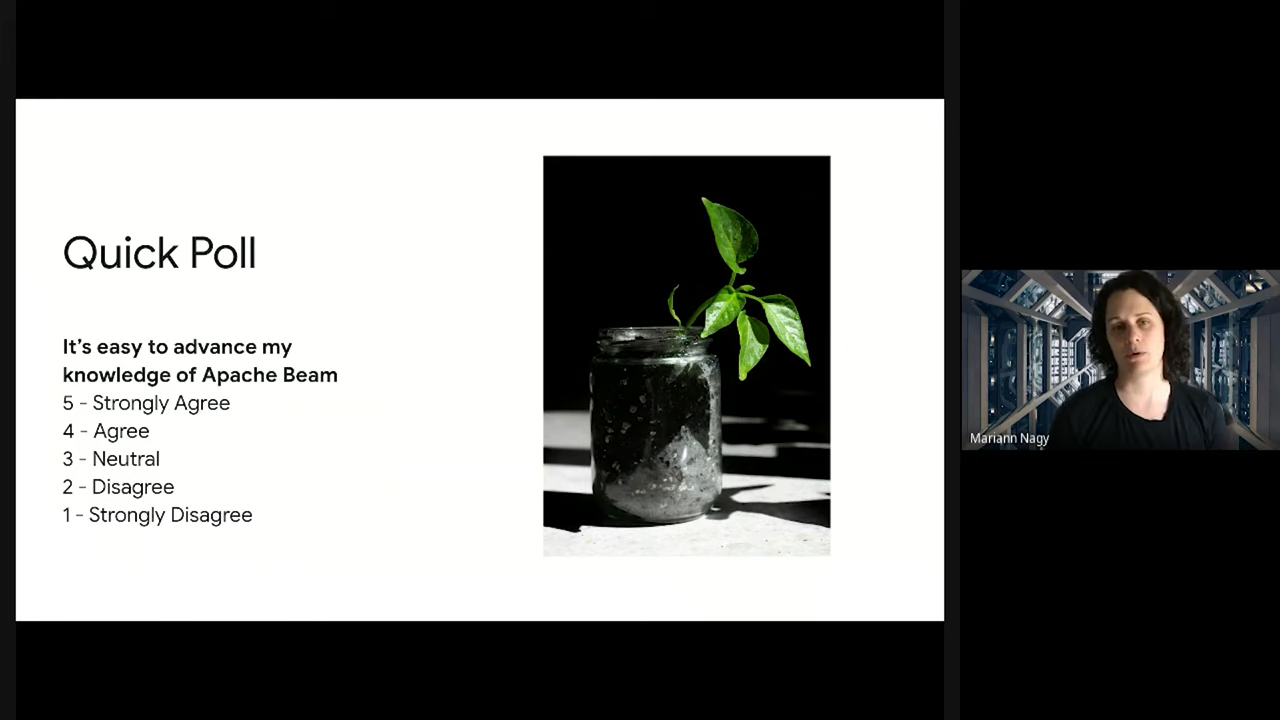 Quick Poll
It's easy to advance my
knowledge of Apache Beam
5 - Strongly Agree
4 - Agree
3 - Neutral
2 - Disagree
1 - Strongly Disagree
Mariann Nagy